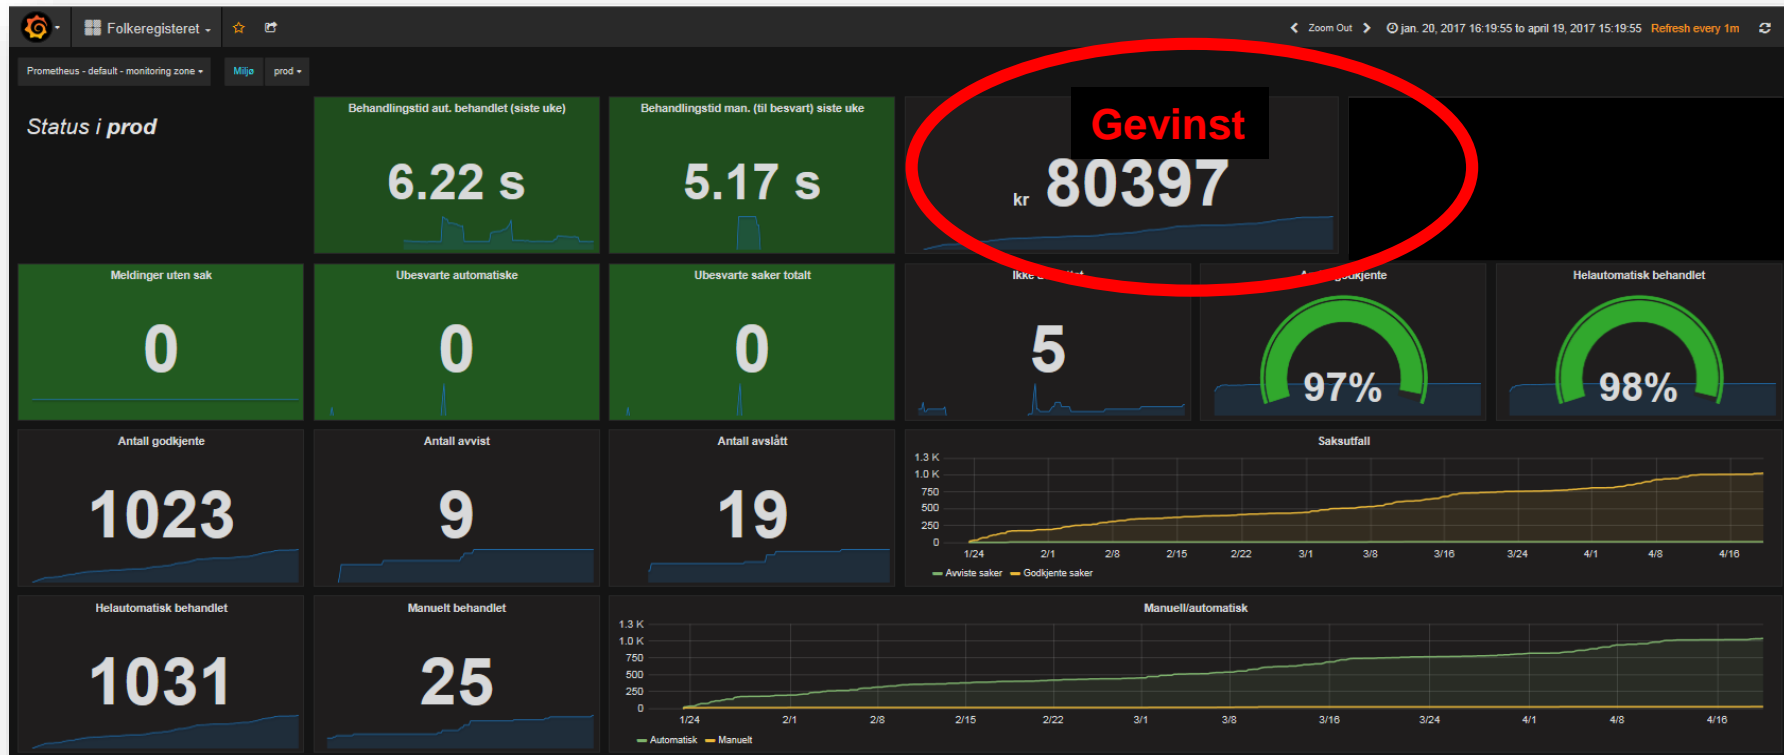 Folkeregisteret
Zoom Out
jan. 20, 2017 16:19:55 to april 19, 2017 15:19:55
Refresh every 1m
Prometheus - default - monitoring zone
Miljø
prod
Status i prod
Behandlingstid aut. behandlet (siste uke)
6.22 s
Behandlingstid man. (til besvart) siste uke
5.17 s
Gevinst
kr 80397
Meldinger uten sak
0
Ubesvarte automatiske
0
Ubesvarte saker totalt
0
Ikke
5
godkjente
97%
Helautomatisk behandlet
98%
Antall godkjente
1023
Antall avvist
9
Antall avslått
19
Saksutfall
1.3 K
1.0 K
750
500
250
0
1/24 2/1 2/8 2/15 2/22 3/1 3/8 3/16 3/24 4/1 4/8 4/16
Avviste saker Godkjente saker
Helautomatisk behandlet
1031
Manuelt behandlet
25
Manuell/automatisk
1.3 K
1.0 K
750
500
250
0
1/24 2/1 2/8 2/15 2/22 3/1 3/8 3/16 3/24 4/1 4/8 4/16
Automatisk Manuelt